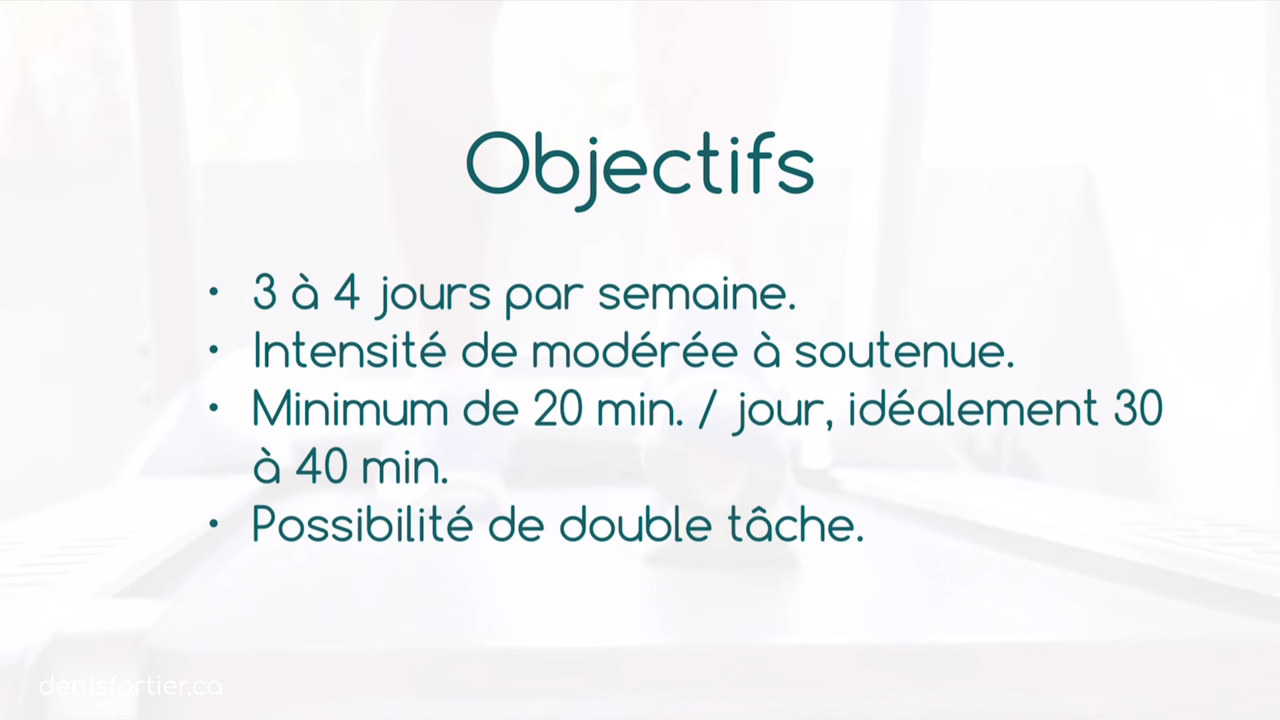 Objectifs
• 3 à 4 jours par semaine.
• Intensité de modérée à soutenue.
• Minimum de 20 min. / jour, idéalement 30
à 40 min.
• Possibilité de double tâche.
denisfortier.ca